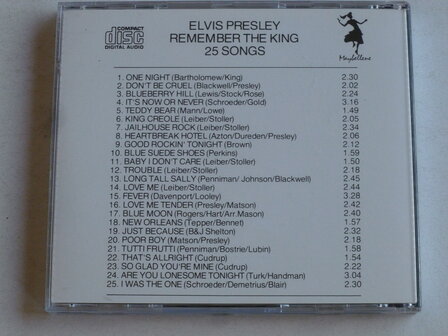 COMPACT
disc
DIGITAL AUDIO
ELVIS PRESLEY
REMEMBER THE KING
25 SONGS
Maybellene
1. ONE NIGHT (Bartholomew/King) 2.30
2. DON'T BE CRUEL (Blackwell/Presley) 2.02
3. BLUEBERRY HILL (Lewis/Stock/Rose) 2.24
4. IT'S NOW OR NEVER (Schroeder/Gold) 3.16
5. TEDDY BEAR (Mann/Lowe) 1.49
6. KING CREOLE (Leiber/Stoller) 2.05
7. JAILHOUSE ROCK (Leiber/Stoller) 2.34
8. HEARTBREAK HOTEL (Azton/Dureden/Presley) 2.06
9. GOOD ROCKIN' TONIGHT (Brown) 2.12
10. BLUE SUEDE SHOES (Perkins) 1.59
11. BABY I DON'T CARE (Leiber/Stoller) 1.50
12. TROUBLE (Leiber/Stoller) 2.18
13. LONG TALL SALLY (Penniman/ Johnson/Blackwell) 2.45
14. LOVE ME (Leiber/Stoller) 2.44
15. FEVER (Davenport/Looley) 3.28
16. LOVE ME TENDER (Presley/Matson) 2.42
17. BLUE MOON (Rogers/Hart/Arr.Mason) 2.40
18. NEW ORLEANS (Tepper/Bennet) 1.57
19. JUST BECAUSE (B&J Shelton) 2.32
20. POOR BOY (Matson/Presley) 2.18
21. TUTTI FRUTTI (Penniman/Bostrie/Lubin) 1.58
22. THAT'S ALLRIGHT (Cudrup) 1.54
23. SO GLAD YOU'RE MINE (Cudrup) 2.22
24. ARE YOU LONESOME TONIGHT (Turk/Handman) 3.04
25. I WAS THE ONE (Schroeder/Demetrius/Blair) 2.30